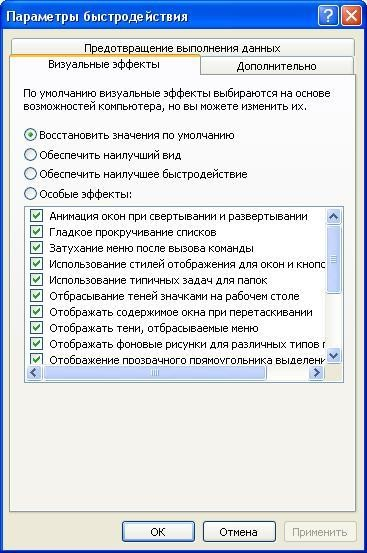 Параметры быстродействия
Предотвращение выполнения данных
Визуальные эффекты
Дополнительно
По умолчанию визуальные эффекты выбираются на основе
возможностей компьютера, но вы можете изменить их.
Восстановить значения по умолчанию
Обеспечить наилучший вид
Обеспечить наилучшее быстродействие
Особые эффекты:
Анимация окон при свертывании и развертывании
Гладкое прокручивание списков
Затухание меню после вызова команды
Использование стилей отображения для окон и кнопо
Использование типичных задач для папок
Отбрасывание теней значками на рабочем столе
Отображать содержимое окна при перетаскивании
Отображать тени, отбрасываемые меню
Отображать фоновые рисунки для различных типов п
Отображение прозрачного прямоугольника выделени
ОК
Отмена
Применить